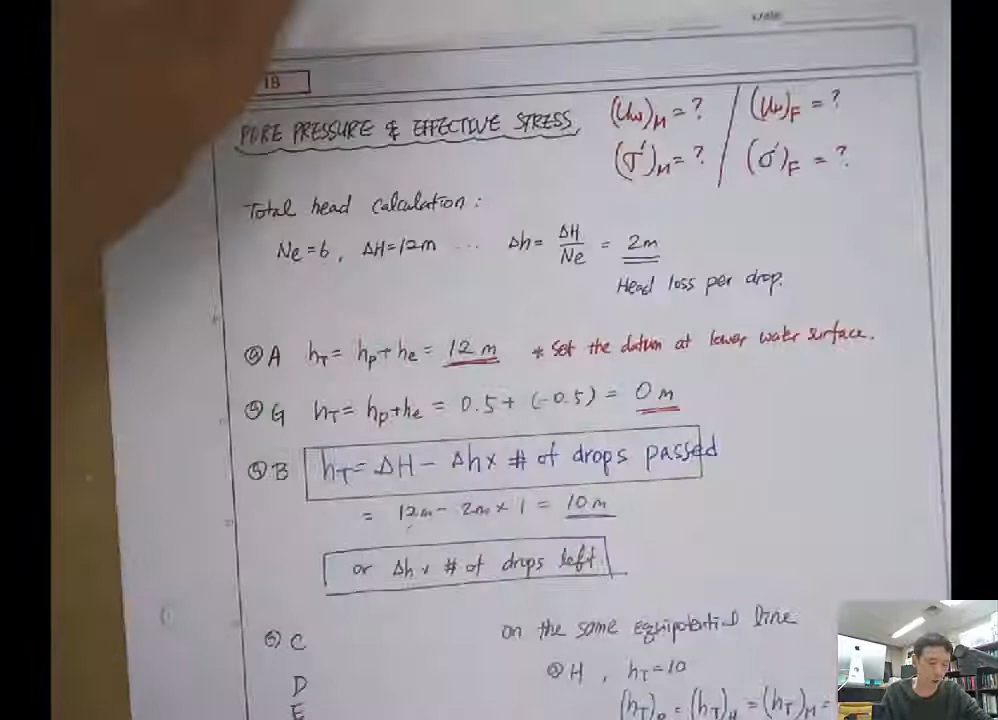 18
PORE PRESSURE & EFFECTIVE STRESS,
(Uw)M = ? / (Uw)F = ?
(σ')M = ? / (σ')F = ?
Total head calculation :
Ne = 6 , ΔH = 12m ... Δh = ΔH/Ne = 2m
Head loss per drop.
@ A hT = hp + he = 12 m * Set the datum at lower water surface.
@ G hT = hp + he = 0.5 + (-0.5) = 0 m
@ B hT = ΔH - Δh x # of drops passed
= 12m - 2m x 1 = 10 m
or Δh x # of drops left.
@ C on the same equipotential line
@ H , hT = 10
D
E (hT)B = (hT)H = (hT)M =